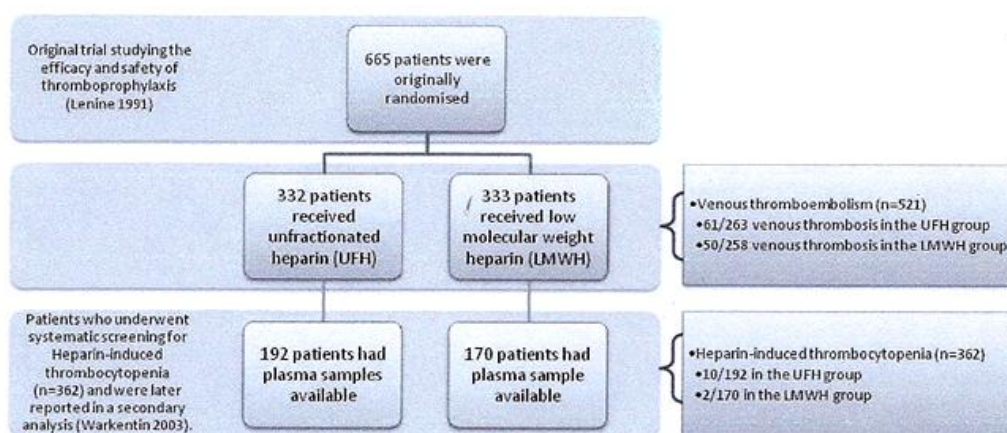 Original trial studying the
efficacy and safety of
thromboprophylaxis
(Lenine 1991)
665 patients were
originally
randomised
332 patients
received
unfractionated
heparin (UFH)
333 patients
received low
molecular weight
heparin (LMWH)
•Venous thromboembolism (n=521)
•61/263 venous thrombosis in the UFH group
•50/258 venous thrombosis in the LMWH group
Patients who underwent
systematic screening for
Heparin-induced
thrombocytopenia
(n=362) and were later
reported in a secondary
analysis (Warkentin 2003).
192 patients had
plasma samples
available
170 patients had
plasma sample
available
•Heparin-induced thrombocytopenia (n=362)
•10/192 in the UFH group
•2/170 in the LMWH group